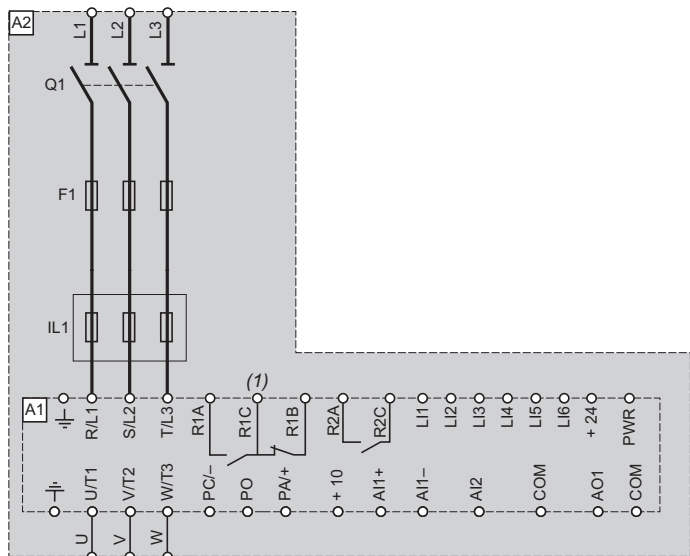 A2
L1 L2 L3
Q1
F1
IL1
(1)
A1
R/L1 S/L2 T/L3 R1A R1C R1B R2A R2C LI1 LI2 LI3 LI4 LI5 LI6 + 24 PWR
U/T1 V/T2 W/T3 PC/– PO PA/+ + 10 AI1+ AI1– AI2 COM AO1 COM
U V W